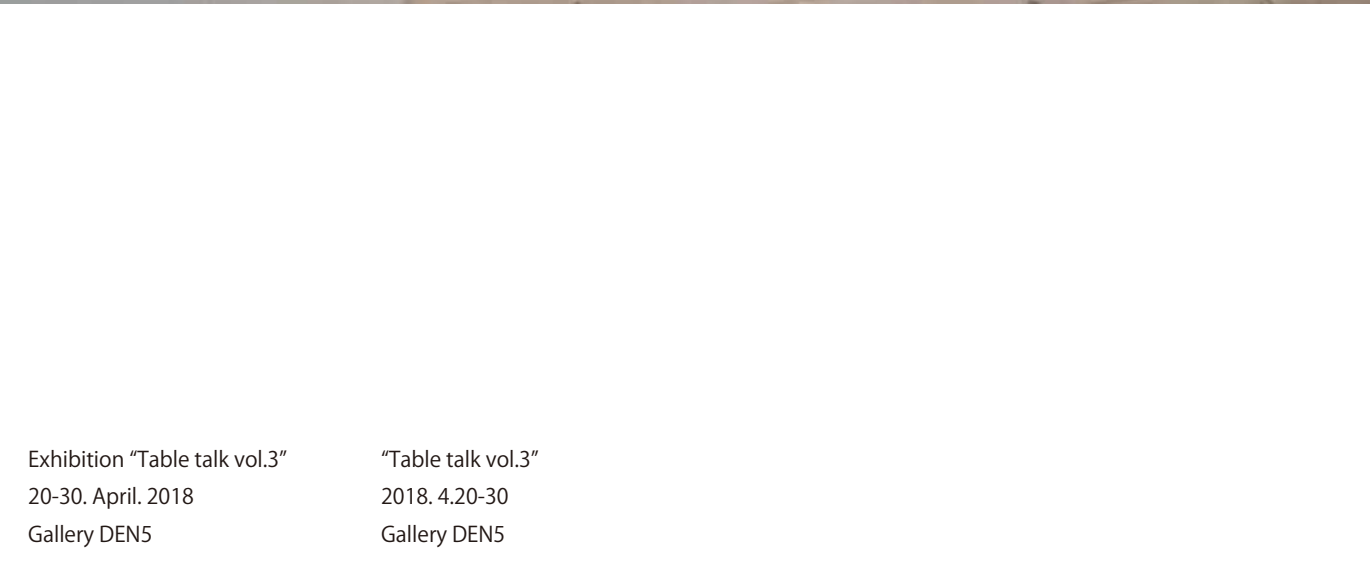 Exhibition “Table talk vol.3”
20-30. April. 2018
Gallery DEN5
“Table talk vol.3”
2018. 4.20-30
Gallery DEN5